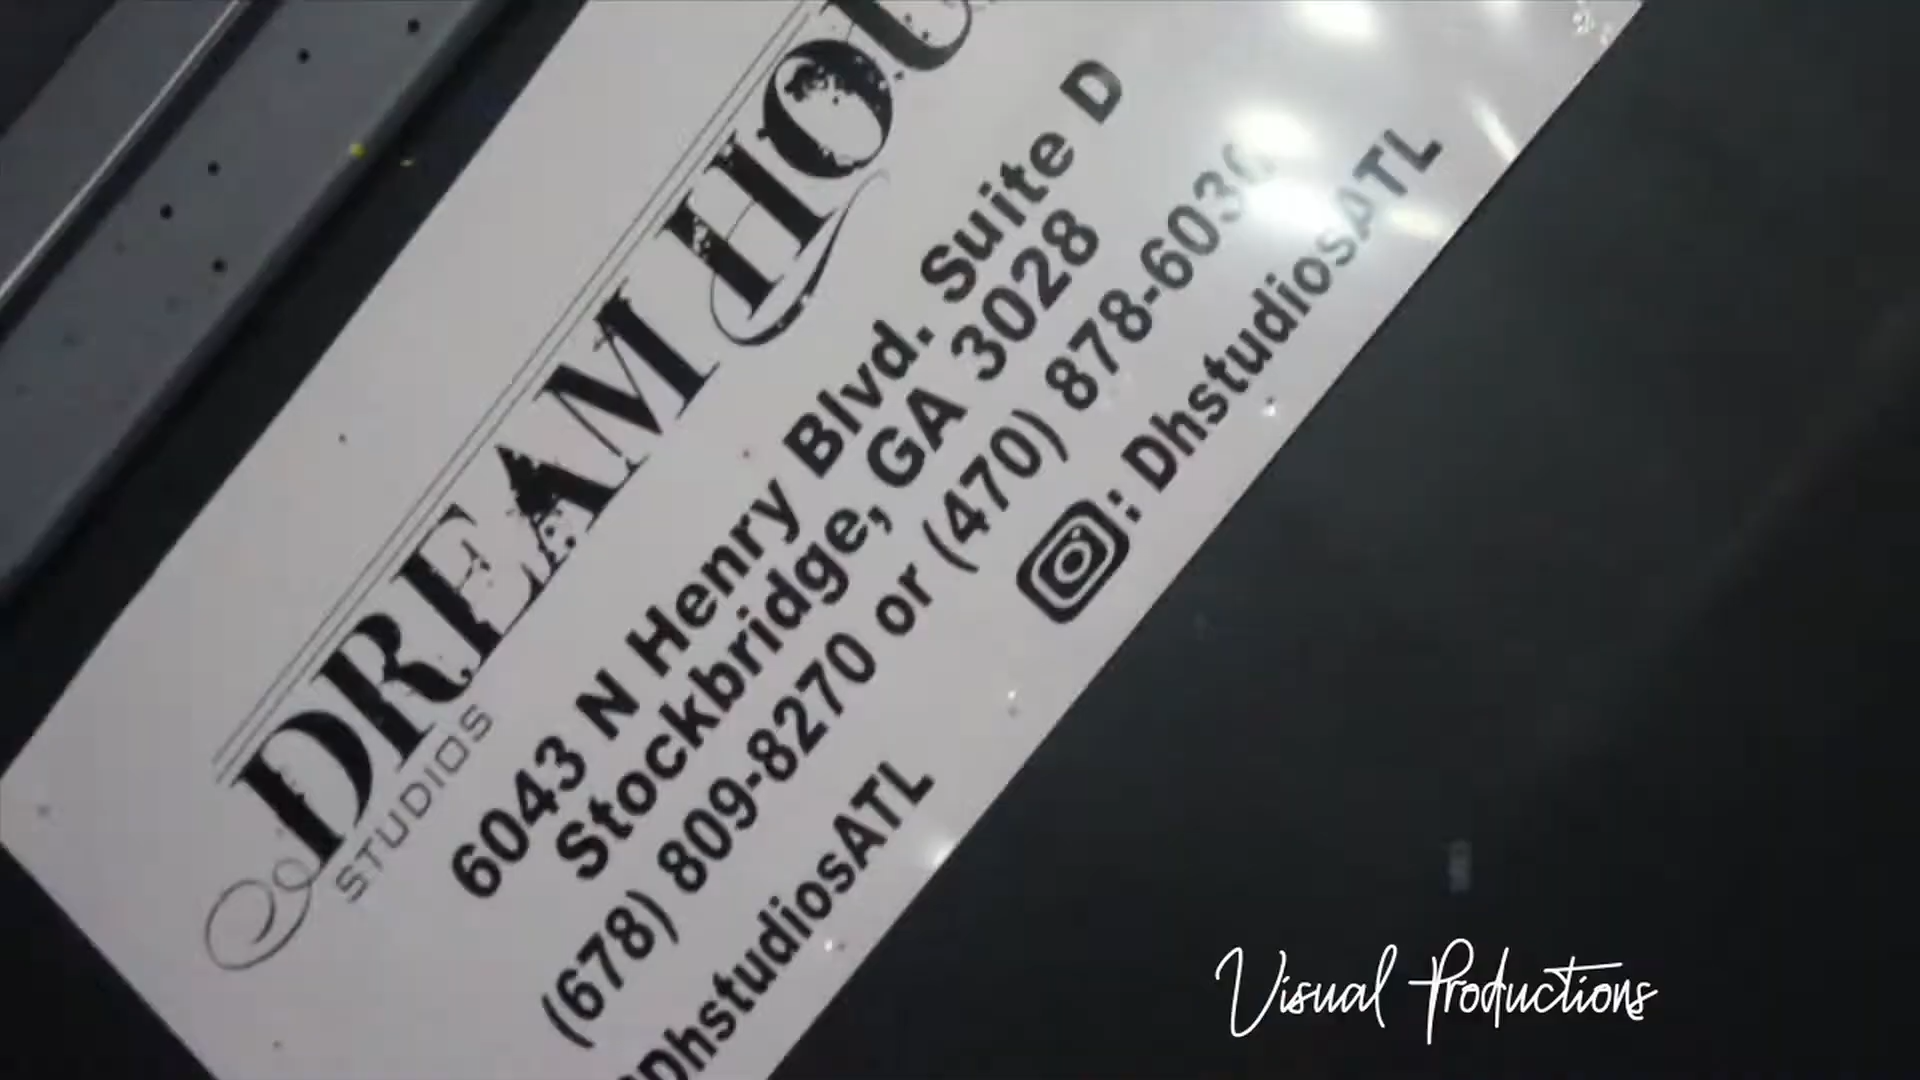 DREAM HOU
STUDIOS
6043 N Henry Blvd. Suite D
Stockbridge, GA 3028
(678) 809-8270 or (470) 878-603
DhstudiosATL
: DhstudiosATL
Visual Productions